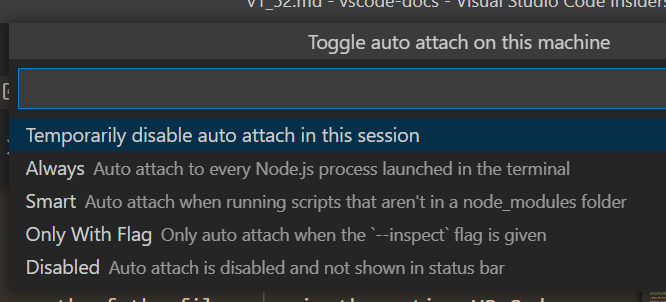 V1_52.md - vscode-docs - Visual Studio Code Insiders
Toggle auto attach on this machine
Temporarily disable auto attach in this session
Always Auto attach to every Node.js process launched in the terminal
Smart Auto attach when running scripts that aren't in a node_modules folder
Only With Flag Only auto attach when the `--inspect` flag is given
Disabled Auto attach is disabled and not shown in status bar